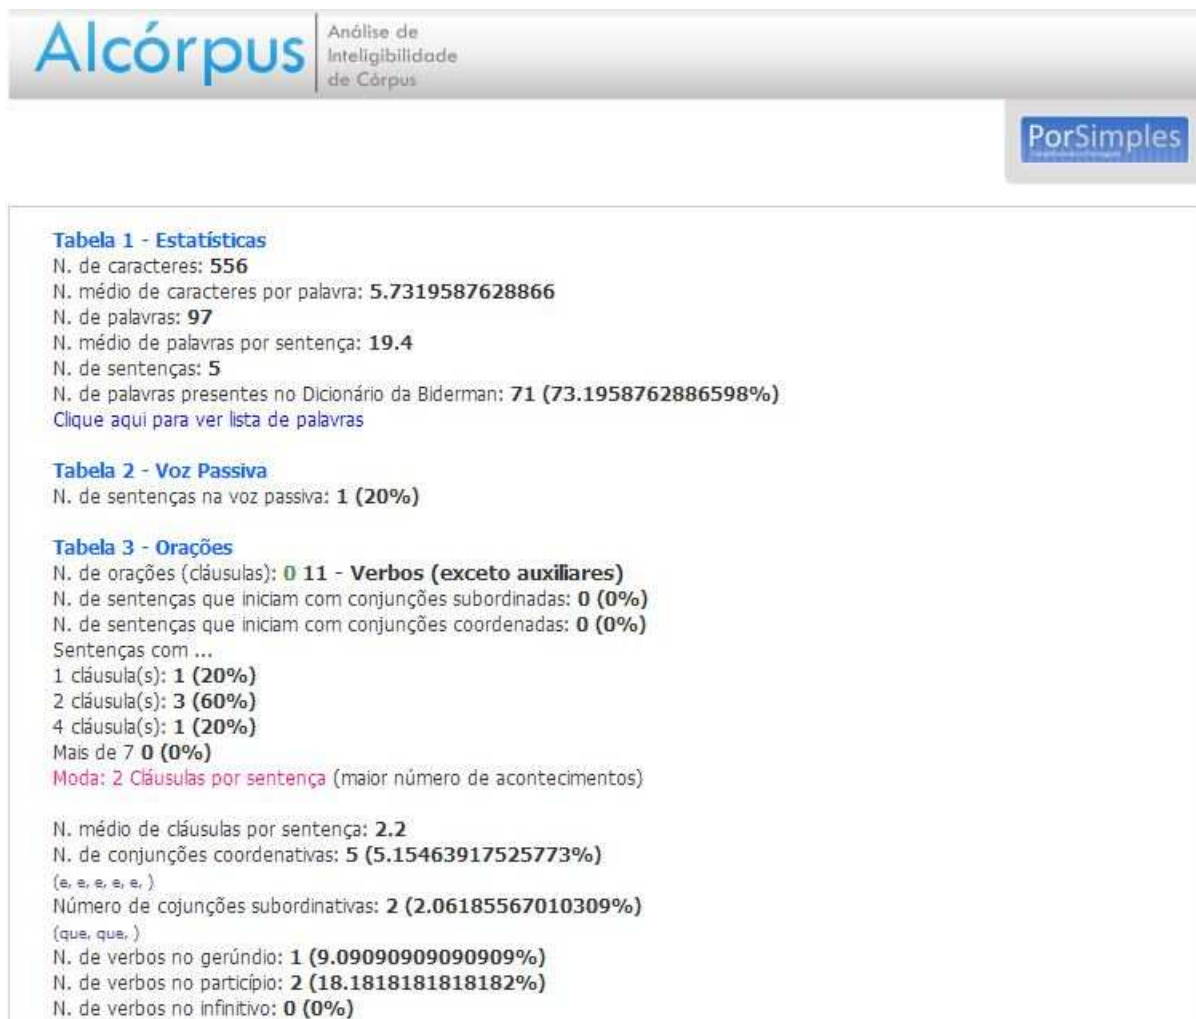 Alcórpus
Análise de
Inteligibilidade
de Córpus
PorSimples
Tabela 1 - Estatísticas
N. de caracteres: 556
N. médio de caracteres por palavra: 5.7319587628866
N. de palavras: 97
N. médio de palavras por sentença: 19.4
N. de sentenças: 5
N. de palavras presentes no Dicionário da Biderman: 71 (73.1958762886598%)
Clique aqui para ver lista de palavras
Tabela 2 - Voz Passiva
N. de sentenças na voz passiva: 1 (20%)
Tabela 3 - Orações
N. de orações (cláusulas): 0 11 - Verbos (exceto auxiliares)
N. de sentenças que iniciam com conjunções subordinadas: 0 (0%)
N. de sentenças que iniciam com conjunções coordenadas: 0 (0%)
Sentenças com ...
1 cláusula(s): 1 (20%)
2 cláusula(s): 3 (60%)
4 cláusula(s): 1 (20%)
Mais de 7 0 (0%)
Moda: 2 Cláusulas por sentença (maior número de acontecimentos)
N. médio de cláusulas por sentença: 2.2
N. de conjunções coordenativas: 5 (5.15463917525773%)
(e, e, e, e, e, )
Número de cojunções subordinativas: 2 (2.06185567010309%)
(que, que, )
N. de verbos no gerúndio: 1 (9.09090909090909%)
N. de verbos no particípio: 2 (18.1818181818182%)
N. de verbos no infinitivo: 0 (0%)